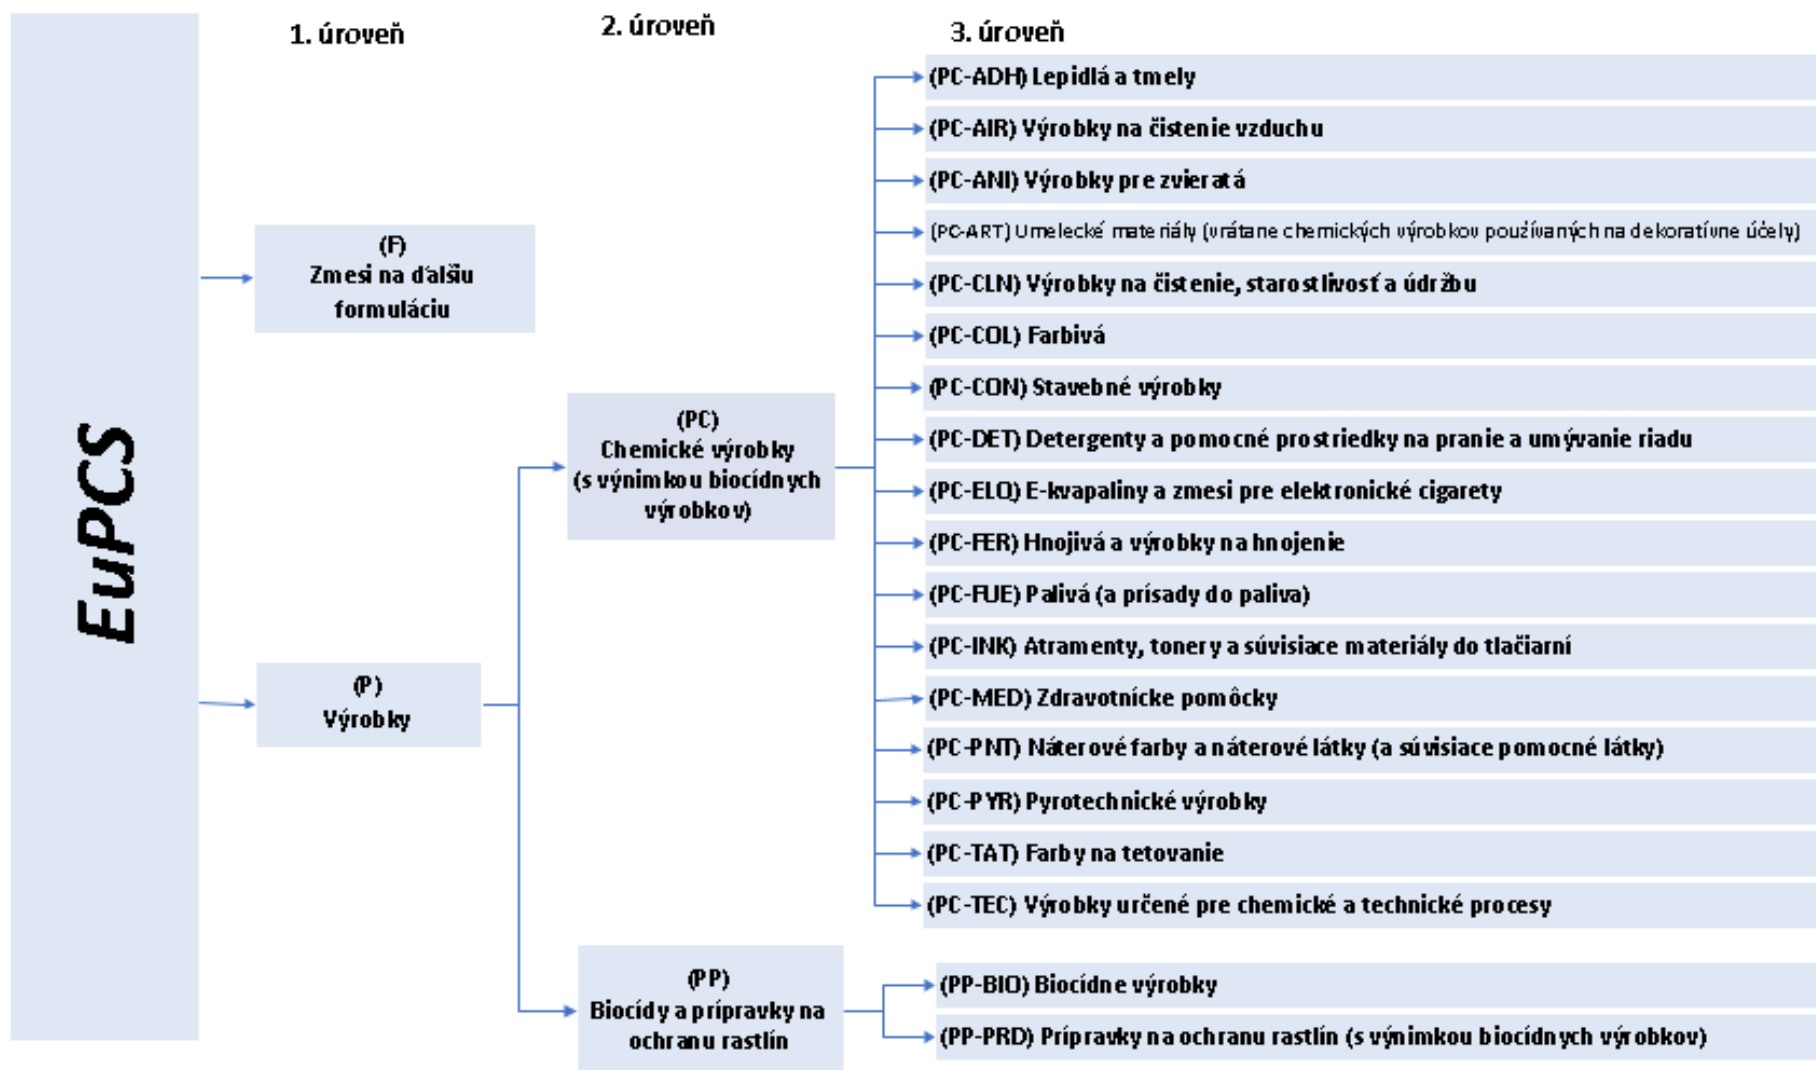 EuPCS
1. úroveň
2. úroveň
3. úroveň
(F)
Zmesi na ďalšiu
formuláciu
(P)
Výrobky
(PC)
Chemické výrobky
(s výnimkou biocídnych
výrobkov)
(PP)
Biocídy a prípravky na
ochranu rastlín
(PC-ADH) Lepidlá a tmely
(PC-AIR) Výrobky na čistenie vzduchu
(PC-ANI) Výrobky pre zvieratá
(PC-ART) Umelecké materiály (vrátane chemických výrobkov používaných na dekoratívne účely)
(PC-CLN) Výrobky na čistenie, starostlivosť a údržbu
(PC-COL) Farbivá
(PC-CON) Stavebné výrobky
(PC-DET) Detergenty a pomocné prostriedky na pranie a umývanie riadu
(PC-ELQ) E-kvapaliny a zmesi pre elektronické cigarety
(PC-FER) Hnojivá a výrobky na hnojenie
(PC-FUE) Palivá (a prísady do paliva)
(PC-INK) Atramenty, tonery a súvisiace materiály do tlačiarní
(PC-MED) Zdravotnícke pomôcky
(PC-PNT) Náterové farby a náterové látky (a súvisiace pomocné látky)
(PC-PYR) Pyrotechnické výrobky
(PC-TAT) Farby na tetovanie
(PC-TEC) Výrobky určené pre chemické a technické procesy
(PP-BIO) Biocídne výrobky
(PP-PRD) Prípravky na ochranu rastlín (s výnimkou biocídnych výrobkov)